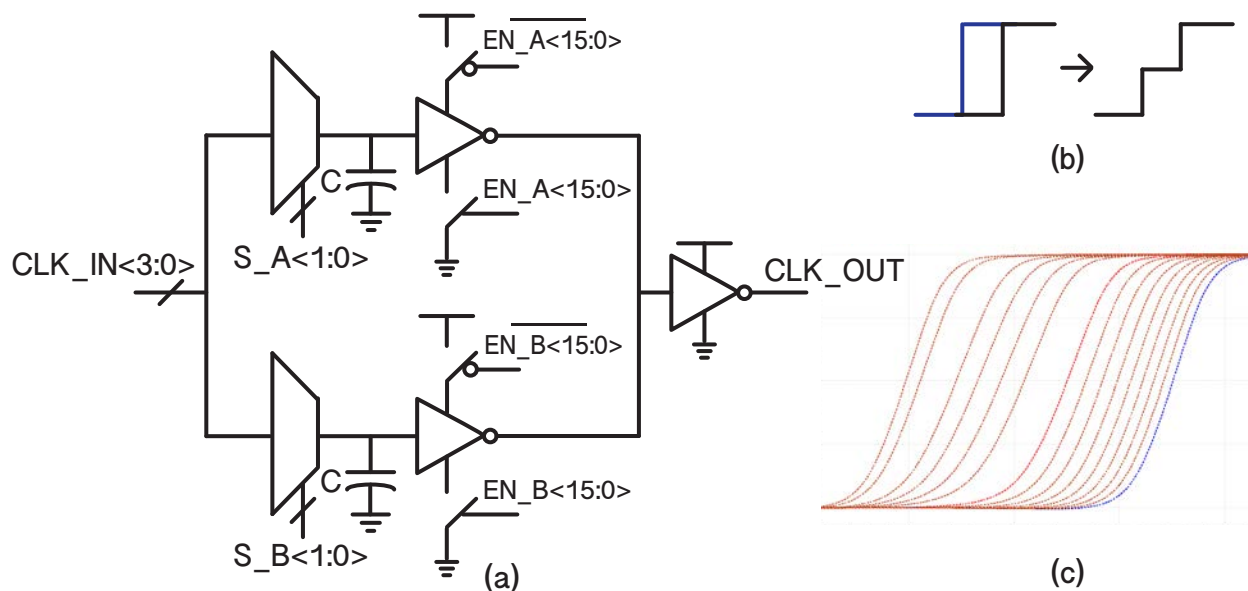 EN_A<15:0>
C
EN_A<15:0>
S_A<1:0>
CLK_IN<3:0>
CLK_OUT
EN_B<15:0>
C
EN_B<15:0>
S_B<1:0>
(a)
(b)
(c)